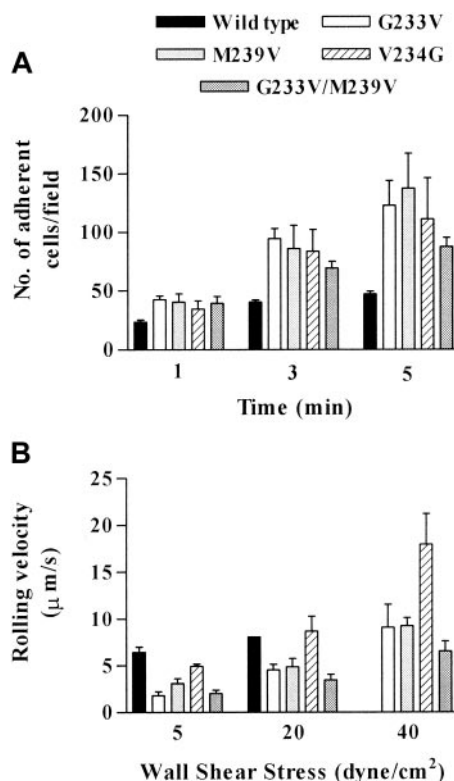 Wild type
G233V
M239V
V234G
G233V/M239V
A
No. of adherent
cells/field
200
150
100
50
0
1 3 5
Time (min)
B
Rolling velocity
(μ m/s)
25
20
15
10
5
0
5 20 40
Wall Shear Stress (dyne/cm²)